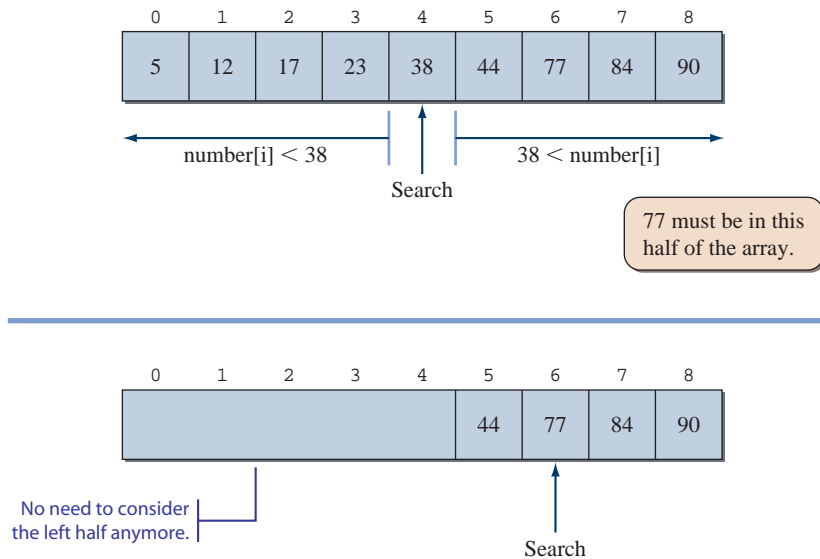 0 1 2 3 4 5 6 7 8
5 12 17 23 38 44 77 84 90
number[i] < 38 38 < number[i]
Search
77 must be in this
half of the array.
0 1 2 3 4 5 6 7 8
44 77 84 90
No need to consider
the left half anymore.
Search